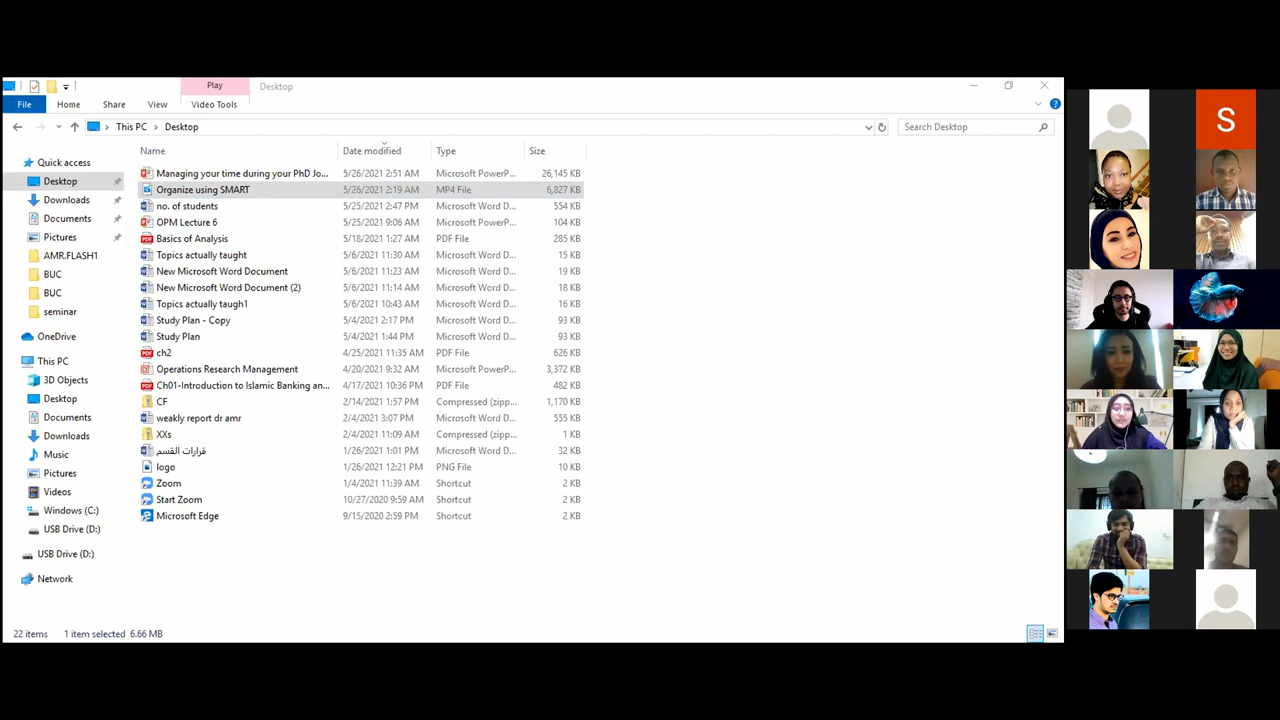 Play
Desktop
File Home Share View Video Tools
This PC Desktop
Search Desktop
Name Date modified Type Size
Managing your time during your PhD Jo... 5/26/2021 2:51 AM Microsoft PowerP... 26,145 KB
Organize using SMART 5/26/2021 2:19 AM MP4 File 6,827 KB
no. of students 5/25/2021 2:47 PM Microsoft Word D... 554 KB
OPM Lecture 6 5/25/2021 9:06 AM Microsoft PowerP... 104 KB
Basics of Analysis 5/18/2021 1:27 AM PDF File 285 KB
Topics actually taught 5/6/2021 11:30 AM Microsoft Word D... 15 KB
New Microsoft Word Document 5/6/2021 11:23 AM Microsoft Word D... 19 KB
New Microsoft Word Document (2) 5/6/2021 11:14 AM Microsoft Word D... 18 KB
Topics actually taugh1 5/6/2021 10:43 AM Microsoft Word D... 16 KB
Study Plan - Copy 5/4/2021 2:17 PM Microsoft Word D... 93 KB
Study Plan 5/4/2021 1:44 PM Microsoft Word D... 93 KB
ch2 4/25/2021 11:35 AM PDF File 626 KB
Operations Research Management 4/20/2021 9:32 AM Microsoft PowerP... 3,372 KB
Ch01-Introduction to Islamic Banking an... 4/17/2021 10:36 PM PDF File 482 KB
CF 2/14/2021 1:57 PM Compressed (zipp... 1,170 KB
weakly report dr amr 2/4/2021 3:07 PM Microsoft Word D... 555 KB
XXs 2/4/2021 11:09 AM Compressed (zipp... 1 KB
قرارات القسم 1/26/2021 1:01 PM Microsoft Word D... 32 KB
logo 1/26/2021 12:21 PM PNG File 10 KB
Zoom 1/4/2021 11:39 AM Shortcut 2 KB
Start Zoom 10/27/2020 9:59 AM Shortcut 2 KB
Microsoft Edge 9/15/2020 2:59 PM Shortcut 2 KB
Quick access
Desktop
Downloads
Documents
Pictures
AMR.FLASH1
BUC
BUC
seminar
OneDrive
This PC
3D Objects
Desktop
Documents
Downloads
Music
Pictures
Videos
Windows (C:)
USB Drive (D:)
USB Drive (D:)
Network
22 items 1 item selected 6.66 MB
S